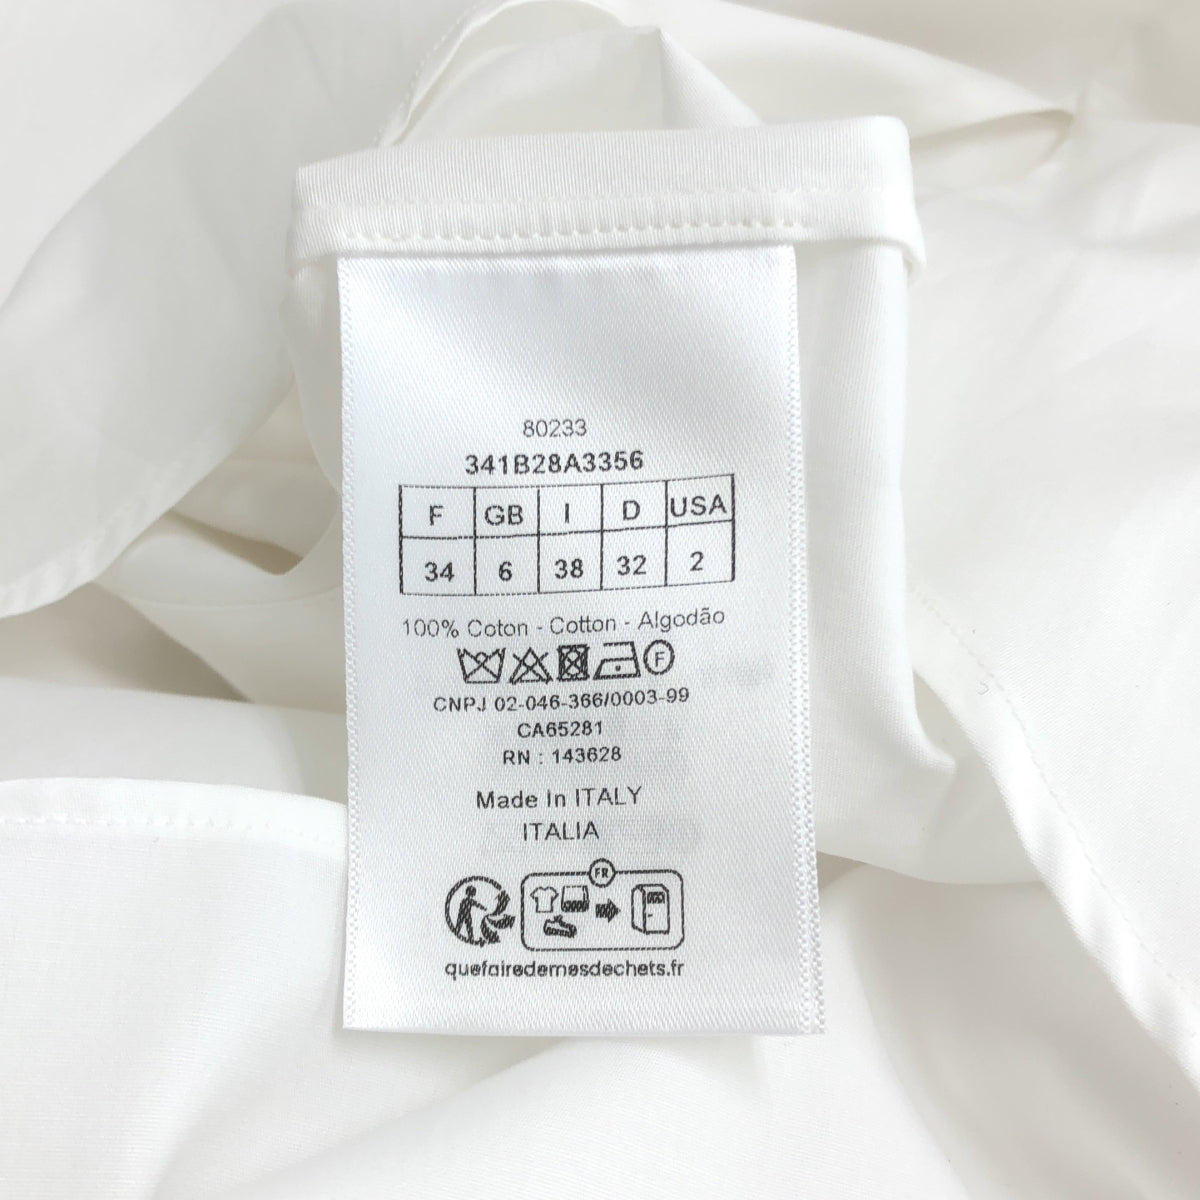 80233
341B28A3356
F GB I D USA
34 6 38 32 2
100% Coton - Cotton - Algodão
F
CNPJ 02-046-366/0003-99
CA65281
RN : 143628
Made In ITALY
ITALIA
FR
quefairedemesdechets.fr